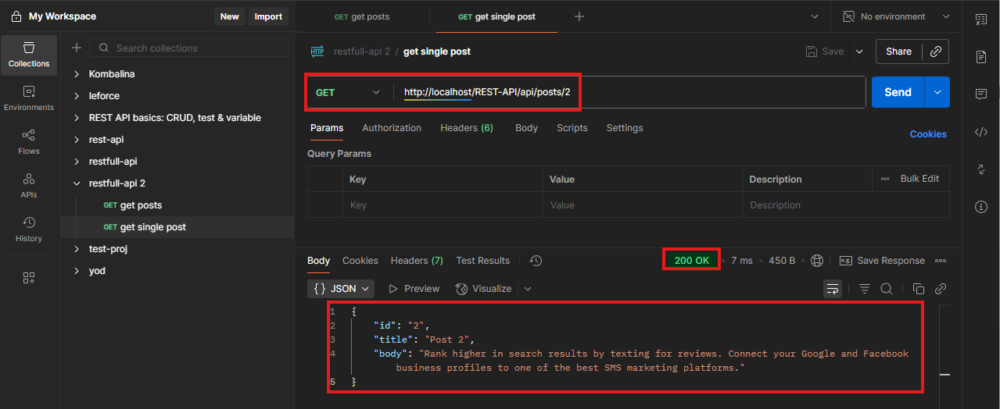 My Workspace
New
Import
GET get posts
GET get single post
No environment
Collections
Environments
Flows
APIs
History
Search collections
Kombalina
leforce
REST API basics: CRUD, test & variable
rest-api
restfull-api
restfull-api 2
GET get posts
GET get single post
test-proj
yod
HTTP
restfull-api 2 / get single post
Save
Share
GET
http://localhost/REST-API/api/posts/2
Send
Params
Authorization
Headers (6)
Body
Scripts
Settings
Cookies
Query Params
Key
Value
Description
Bulk Edit
Key
Value
Description
Body
Cookies
Headers (7)
Test Results
200 OK
7 ms
450 B
e.g.
Save Response
{} JSON
Preview
Visualize
1 {
2 "id": "2",
3 "title": "Post 2",
4 "body": "Rank higher in search results by texting for reviews. Connect your Google and Facebook
business profiles to one of the best SMS marketing platforms."
5 }